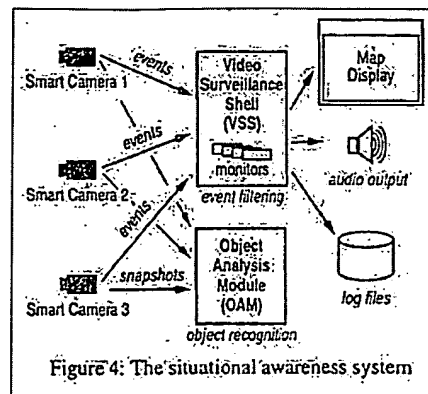 Smart Camera 1
events
Video
Surveillance
Shell
(VSS)
monitors
event filtering
Map
Display
Smart Camera 2
events
audio output
events
Object
Analysis
Module
(OAM)
object recognition
snapshots
Smart Camera 3
log files
Figure 4: The situational awareness system